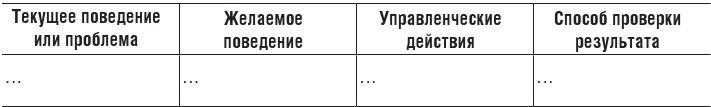 Текущее поведение
или проблема
Желаемое
поведение
Управленческие
действия
Способ проверки
результата
...
...
...
...